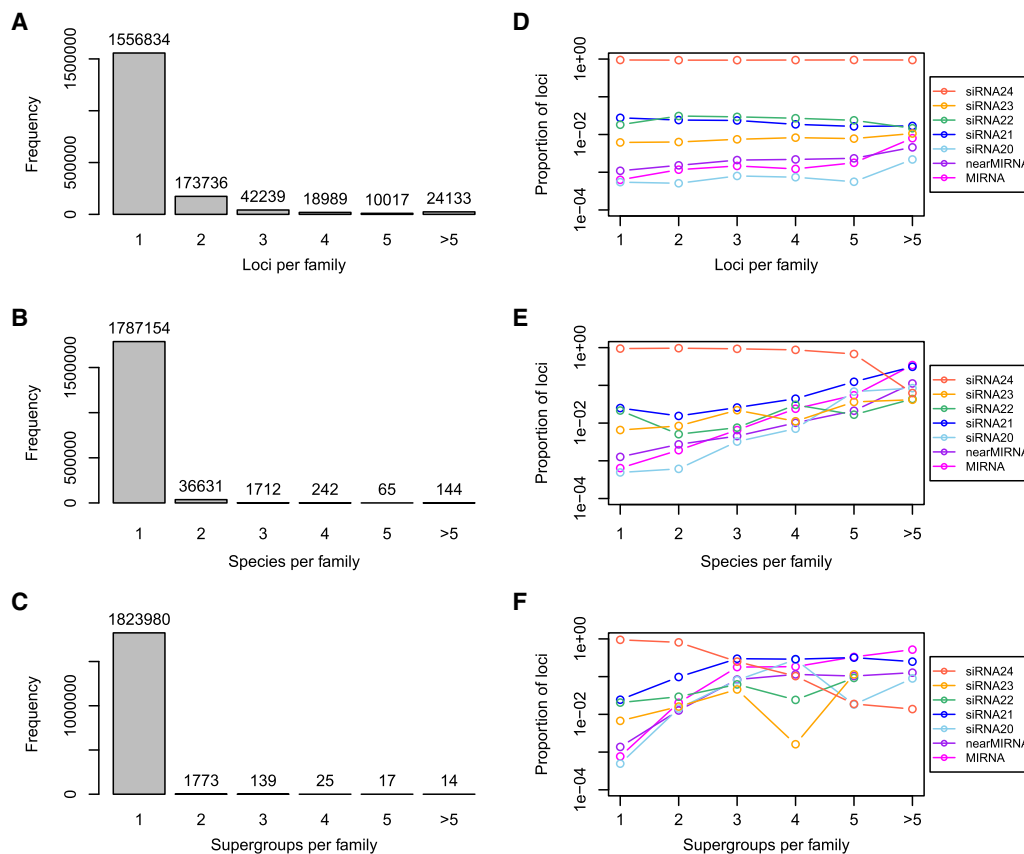 A
1556834
173736
42239
18989
10017
24133
Frequency
0
500000
1500000
1
2
3
4
5
>5
Loci per family
D
Proportion of loci
1e+00
1e-02
1e-04
1
2
3
4
5
>5
Loci per family
siRNA24
siRNA23
siRNA22
siRNA21
siRNA20
nearMIRNA
MIRNA
B
1787154
36631
1712
242
65
144
Frequency
0
500000
1500000
1
2
3
4
5
>5
Species per family
E
Proportion of loci
1e+00
1e-02
1e-04
1
2
3
4
5
>5
Species per family
siRNA24
siRNA23
siRNA22
siRNA21
siRNA20
nearMIRNA
MIRNA
C
1823980
1773
139
25
17
14
Frequency
0
1000000
1
2
3
4
5
>5
Supergroups per family
F
Proportion of loci
1e+00
1e-02
1e-04
1
2
3
4
5
>5
Supergroups per family
siRNA24
siRNA23
siRNA22
siRNA21
siRNA20
nearMIRNA
MIRNA